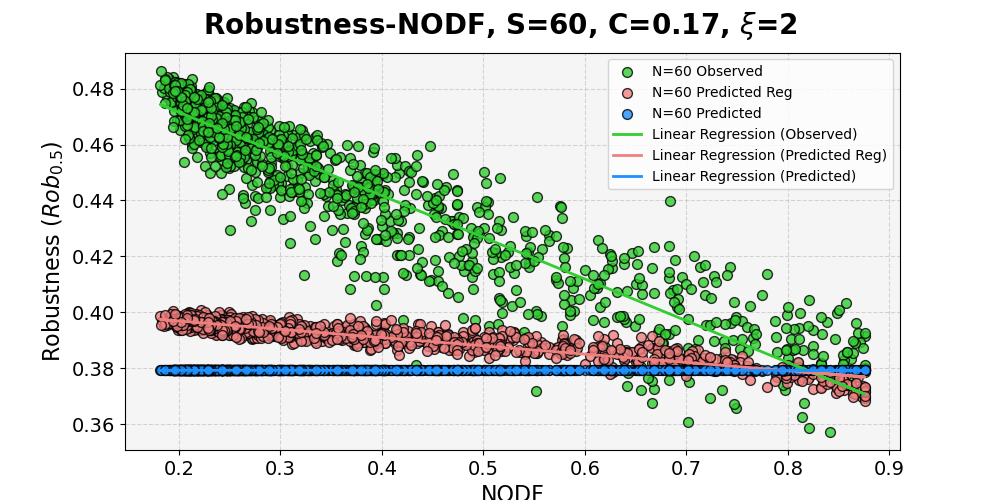 Robustness-NODF, S=60, C=0.17, ξ=2
Robustness (Rob₀.₅)
0.48
0.46
0.44
0.42
0.40
0.38
0.36
N=60 Observed
N=60 Predicted Reg
N=60 Predicted
Linear Regression (Observed)
Linear Regression (Predicted Reg)
Linear Regression (Predicted)
0.2 0.3 0.4 0.5 0.6 0.7 0.8 0.9
NODF